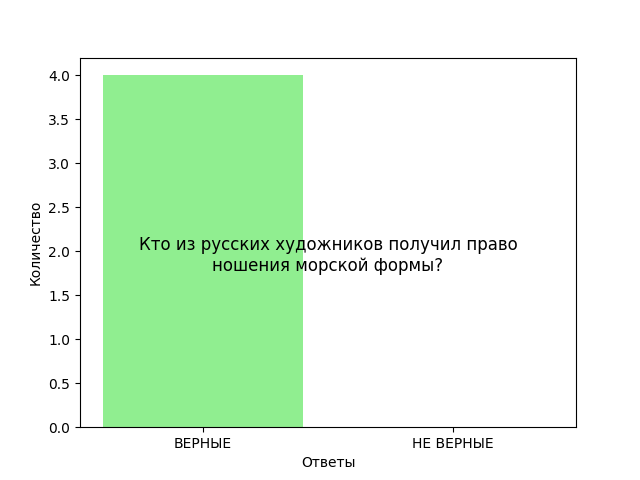 4.0
3.5
3.0
2.5
2.0
1.5
1.0
0.5
0.0
Количество
Кто из русских художников получил право
ношения морской формы?
ВЕРНЫЕ
НЕ ВЕРНЫЕ
Ответы